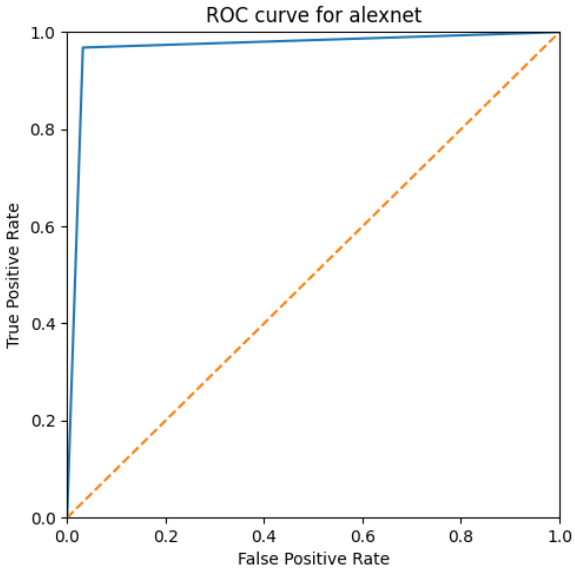 ROC curve for alexnet
1.0
0.8
0.6
0.4
0.2
0.0
True Positive Rate
0.0 0.2 0.4 0.6 0.8 1.0
False Positive Rate